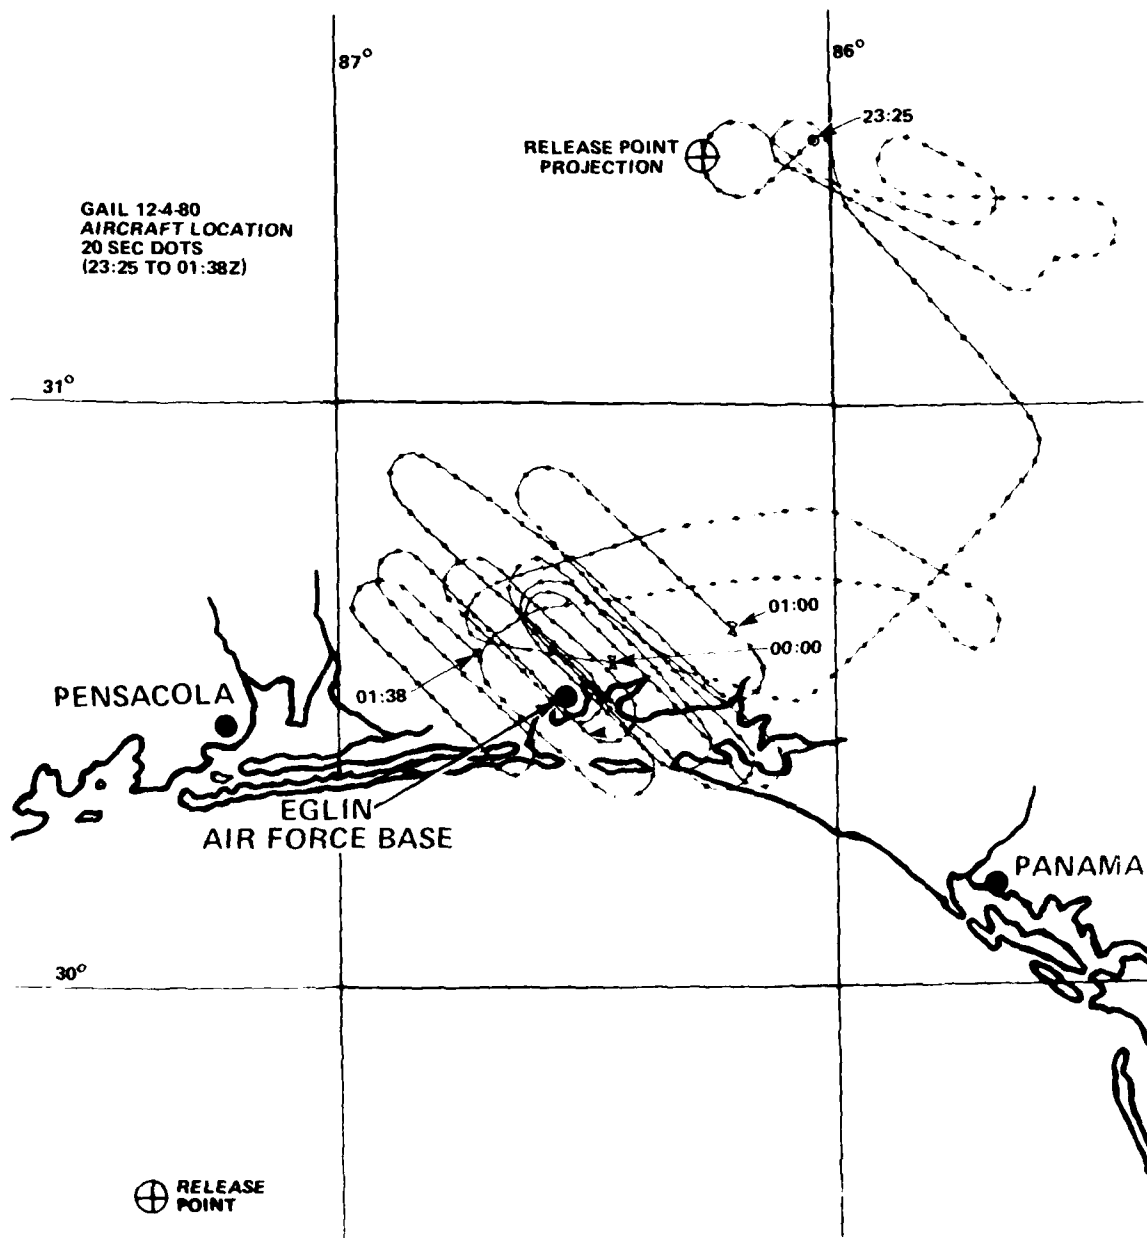 87°
86°
23:25
RELEASE POINT
PROJECTION
GAIL 12-4-80
AIRCRAFT LOCATION
20 SEC DOTS
(23:25 TO 01:38Z)
31°
01:00
00:00
01:38
PENSACOLA
EGLIN
AIR FORCE BASE
PANAMA
30°
RELEASE
POINT